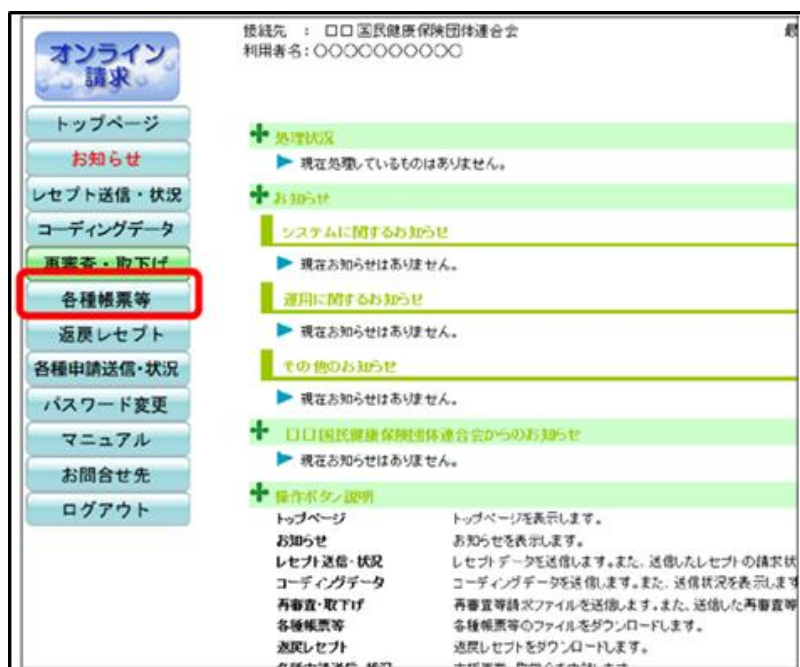 接続先 : 口口国民健康保険団体連合会
利用者名:○○○○○○○○○○
オンライン
請求
トップページ
お知らせ
レセプト送信・状況
コーディングデータ
再審査・取下げ
各種帳票等
返戻レセプト
各種申請送信・状況
パスワード変更
マニュアル
お問合せ先
ログアウト
処理状況
現在処理しているものはありません。
お知らせ
システムに関するお知らせ
現在お知らせはありません。
運用に関するお知らせ
現在お知らせはありません。
その他のお知らせ
現在お知らせはありません。
口口国民健康保険団体連合会からのお知らせ
現在お知らせはありません。
操作ボタン説明
トップページ トップページを表示します。
お知らせ お知らせを表示します。
レセプト送信・状況 レセプトデータを送信します。また、送信したレセプトの請求状
コーディングデータ コーディングデータを送信します。また、送信状況を表示します
再審査・取下げ 再審査等請求ファイルを送信します。また、送信した再審査等
各種帳票等 各種帳票等のファイルをダウンロードします。
返戻レセプト 返戻レセプトをダウンロードします。